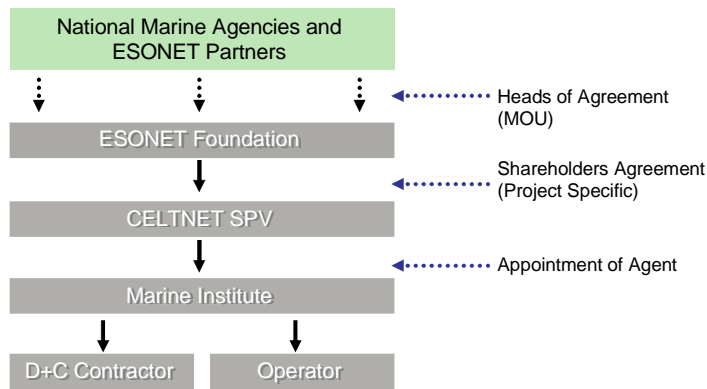 National Marine Agencies and
ESONET Partners
Heads of Agreement
(MOU)
ESONET Foundation
Shareholders Agreement
(Project Specific)
CELTNET SPV
Appointment of Agent
Marine Institute
D+C Contractor
Operator